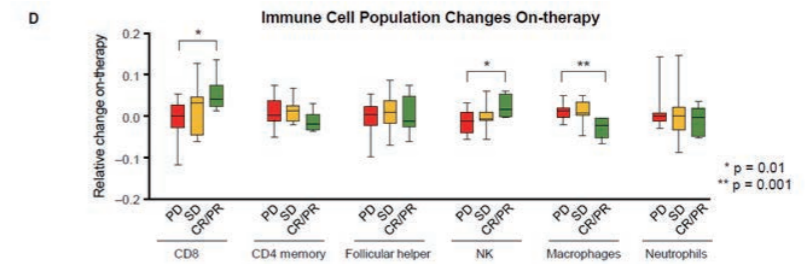 D
Immune Cell Population Changes On-therapy
Relative change on-therapy
0.2
0.1
0.0
–0.1
–0.2
*
*
**
* p = 0.01
** p = 0.001
PD SD CR/PR PD SD CR/PR PD SD CR/PR PD SD CR/PR PD SD CR/PR PD SD CR/PR
CD8 CD4 memory Follicular helper NK Macrophages Neutrophils